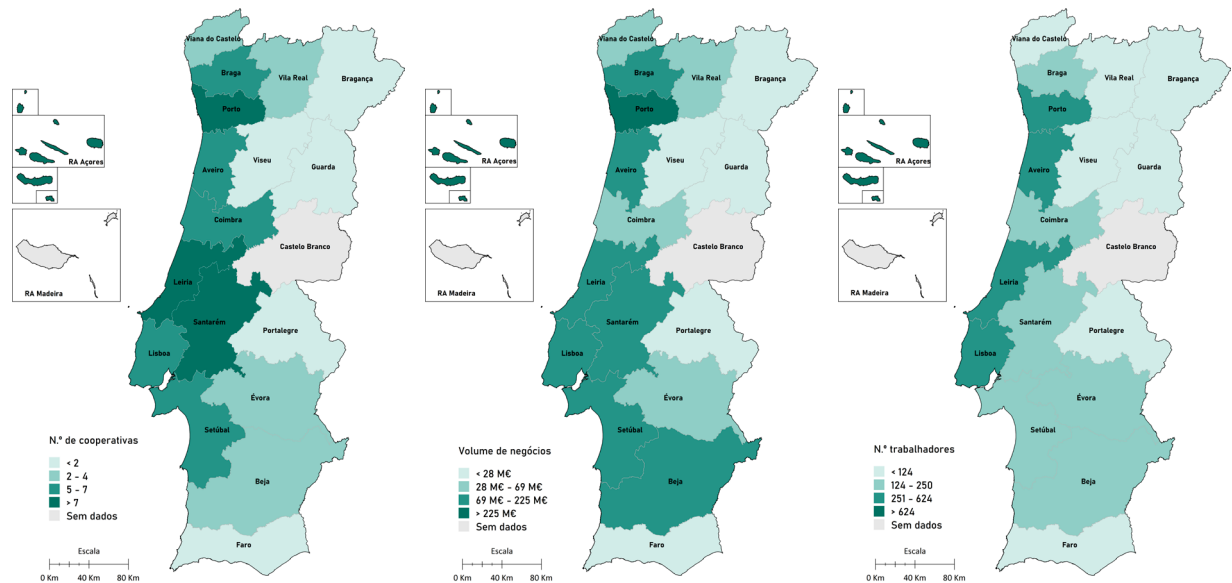 Viana do Castelo
Braga
Vila Real
Bragança
Porto
RA Açores
Aveiro
Viseu
Guarda
Coimbra
Castelo Branco
RA Madeira
Leiria
Santarém
Portalegre
Lisboa
Évora
Setúbal
Beja
Faro
N.º de cooperativas
< 2
2 - 4
5 - 7
> 7
Sem dados
Escala
0 Km 40 Km 80 Km
Viana do Castelo
Braga
Vila Real
Bragança
Porto
RA Açores
Aveiro
Viseu
Guarda
Coimbra
Castelo Branco
RA Madeira
Leiria
Santarém
Portalegre
Lisboa
Évora
Setúbal
Beja
Faro
Volume de negócios
< 28 M€
28 M€ - 69 M€
69 M€ - 225 M€
> 225 M€
Sem dados
Escala
0 Km 40 Km 80 Km
Viana do Castelo
Braga
Vila Real
Bragança
Porto
RA Açores
Aveiro
Viseu
Guarda
Coimbra
Castelo Branco
RA Madeira
Leiria
Santarém
Portalegre
Lisboa
Évora
Setúbal
Beja
Faro
N.º trabalhadores
< 124
124 - 250
251 - 624
> 624
Sem dados
Escala
0 Km 40 Km 80 Km